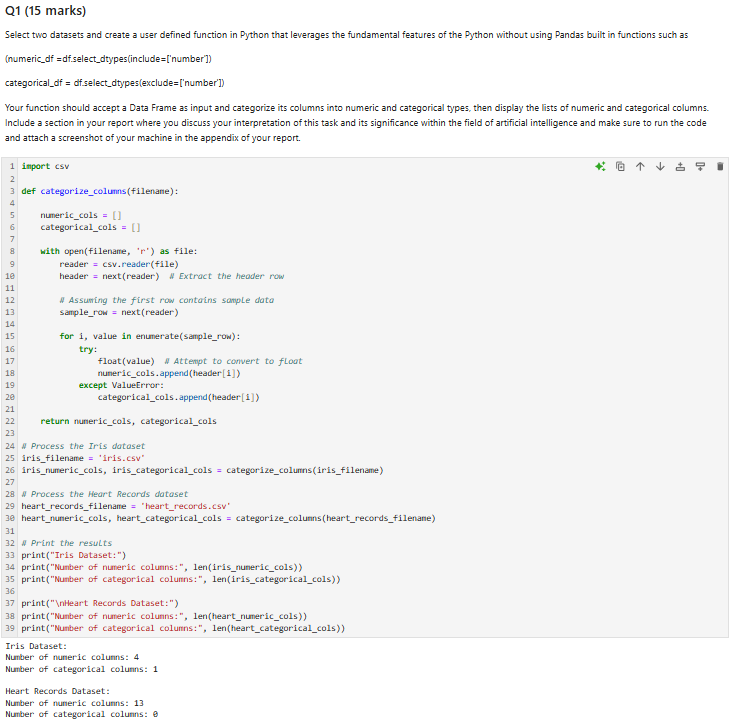 Q1 (15 marks)
Select two datasets and create a user defined function in Python that leverages the fundamental features of the Python without using Pandas built in functions such as
(numeric_df =df.select_dtypes(include=['number'])
categorical_df = df.select_dtypes(exclude=['number'])
Your function should accept a Data Frame as input and categorize its columns into numeric and categorical types, then display the lists of numeric and categorical columns.
Include a section in your report where you discuss your interpretation of this task and its significance within the field of artificial intelligence and make sure to run the code
and attach a screenshot of your machine in the appendix of your report.
1 import csv
2
3 def categorize_columns(filename):
4
5     numeric_cols = []
6     categorical_cols = []
7
8     with open(filename, 'r') as file:
9         reader = csv.reader(file)
10         header = next(reader)  # Extract the header row
11
12         # Assuming the first row contains sample data
13         sample_row = next(reader)
14
15         for i, value in enumerate(sample_row):
16             try:
17                 float(value)  # Attempt to convert to float
18                 numeric_cols.append(header[i])
19             except ValueError:
20                 categorical_cols.append(header[i])
21
22     return numeric_cols, categorical_cols
23
24 # Process the Iris dataset
25 iris_filename = 'iris.csv'
26 iris_numeric_cols, iris_categorical_cols = categorize_columns(iris_filename)
27
28 # Process the Heart Records dataset
29 heart_records_filename = 'heart_records.csv'
30 heart_numeric_cols, heart_categorical_cols = categorize_columns(heart_records_filename)
31
32 # Print the results
33 print("Iris Dataset:")
34 print("Number of numeric columns:", len(iris_numeric_cols))
35 print("Number of categorical columns:", len(iris_categorical_cols))
36
37 print("\nHeart Records Dataset:")
38 print("Number of numeric columns:", len(heart_numeric_cols))
39 print("Number of categorical columns:", len(heart_categorical_cols))
Iris Dataset:
Number of numeric columns: 4
Number of categorical columns: 1
Heart Records Dataset:
Number of numeric columns: 13
Number of categorical columns: 0